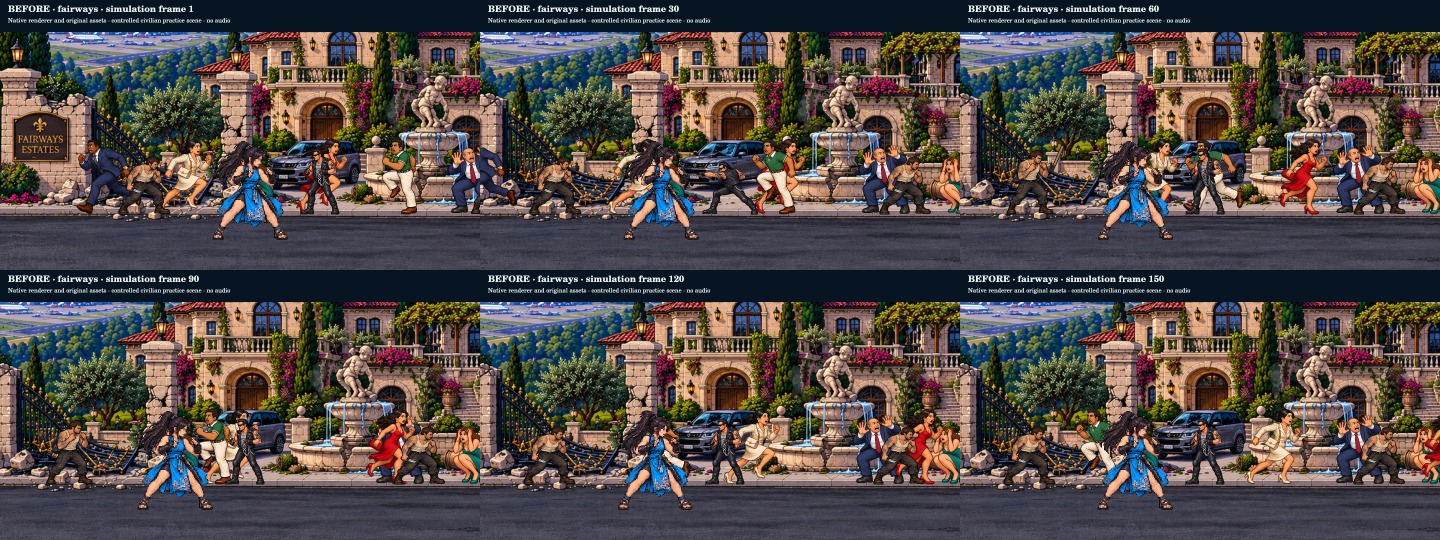 BEFORE · fairways · simulation frame 1
Native renderer and original assets · controlled civilian practice scene · no audio
BEFORE · fairways · simulation frame 30
Native renderer and original assets · controlled civilian practice scene · no audio
BEFORE · fairways · simulation frame 60
Native renderer and original assets · controlled civilian practice scene · no audio
FAIRWAYS
ESTATES
BEFORE · fairways · simulation frame 90
Native renderer and original assets · controlled civilian practice scene · no audio
BEFORE · fairways · simulation frame 120
Native renderer and original assets · controlled civilian practice scene · no audio
BEFORE · fairways · simulation frame 150
Native renderer and original assets · controlled civilian practice scene · no audio